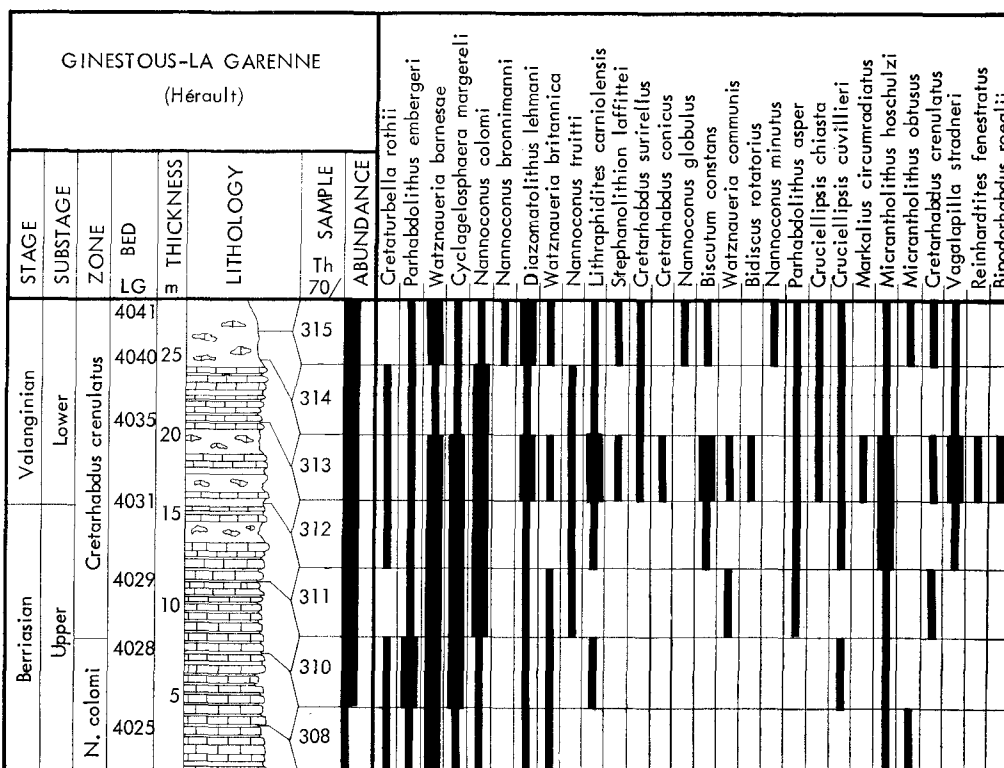 GINESTOUS-LA GARENNE
(Hérault)
STAGE
SUBSTAGE
ZONE
BED
LG
THICKNESS
m
LITHOLOGY
SAMPLE
Th
70/
ABUNDANCE
Cretaturbella rothii
Parhabdolithus embergeri
Watznaueria barnesae
Cyclagelosphaera margereli
Nannoconus colomi
Nannoconus bronnimanni
Diazomatolithus lehmani
Watznaueria britannica
Nannoconus truitti
Lithraphidites carniolensis
Stephanolithion laffittei
Cretarhabdus surirellus
Cretarhabdus conicus
Nannoconus globulus
Biscutum constans
Watznaueria communis
Bidiscus rotatorius
Nannoconus minutus
Parhabdolithus asper
Cruciellipsis chiasta
Cruciellipsis cuvillieri
Markalius circumradiatus
Micrantholithus hoschulzi
Micrantholithus obtusus
Cretarhabdus crenulatus
Vagalapilla stradneri
Reinhardtites fenestratus
Valanginian
Berriasian
Lower
Upper
Cretarhabdus crenulatus
N. colomi
4041
4040
4035
4031
4029
4028
4025
25
20
15
10
5
315
314
313
312
311
310
308